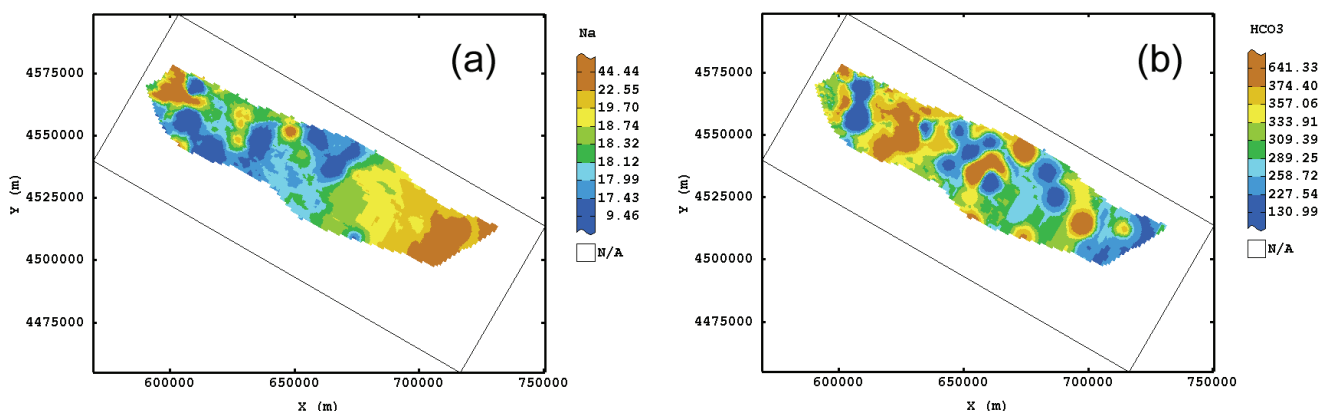 (a)
Na
44.44
22.55
19.70
18.74
18.32
18.12
17.99
17.43
9.46
N/A
4575000
4550000
4525000
4500000
4475000
Y (m)
600000 650000 700000 750000
X (m)
(b)
HCO3
641.33
374.40
357.06
333.91
309.39
289.25
258.72
227.54
130.99
N/A
4575000
4550000
4525000
4500000
4475000
Y (m)
600000 650000 700000 750000
X (m)